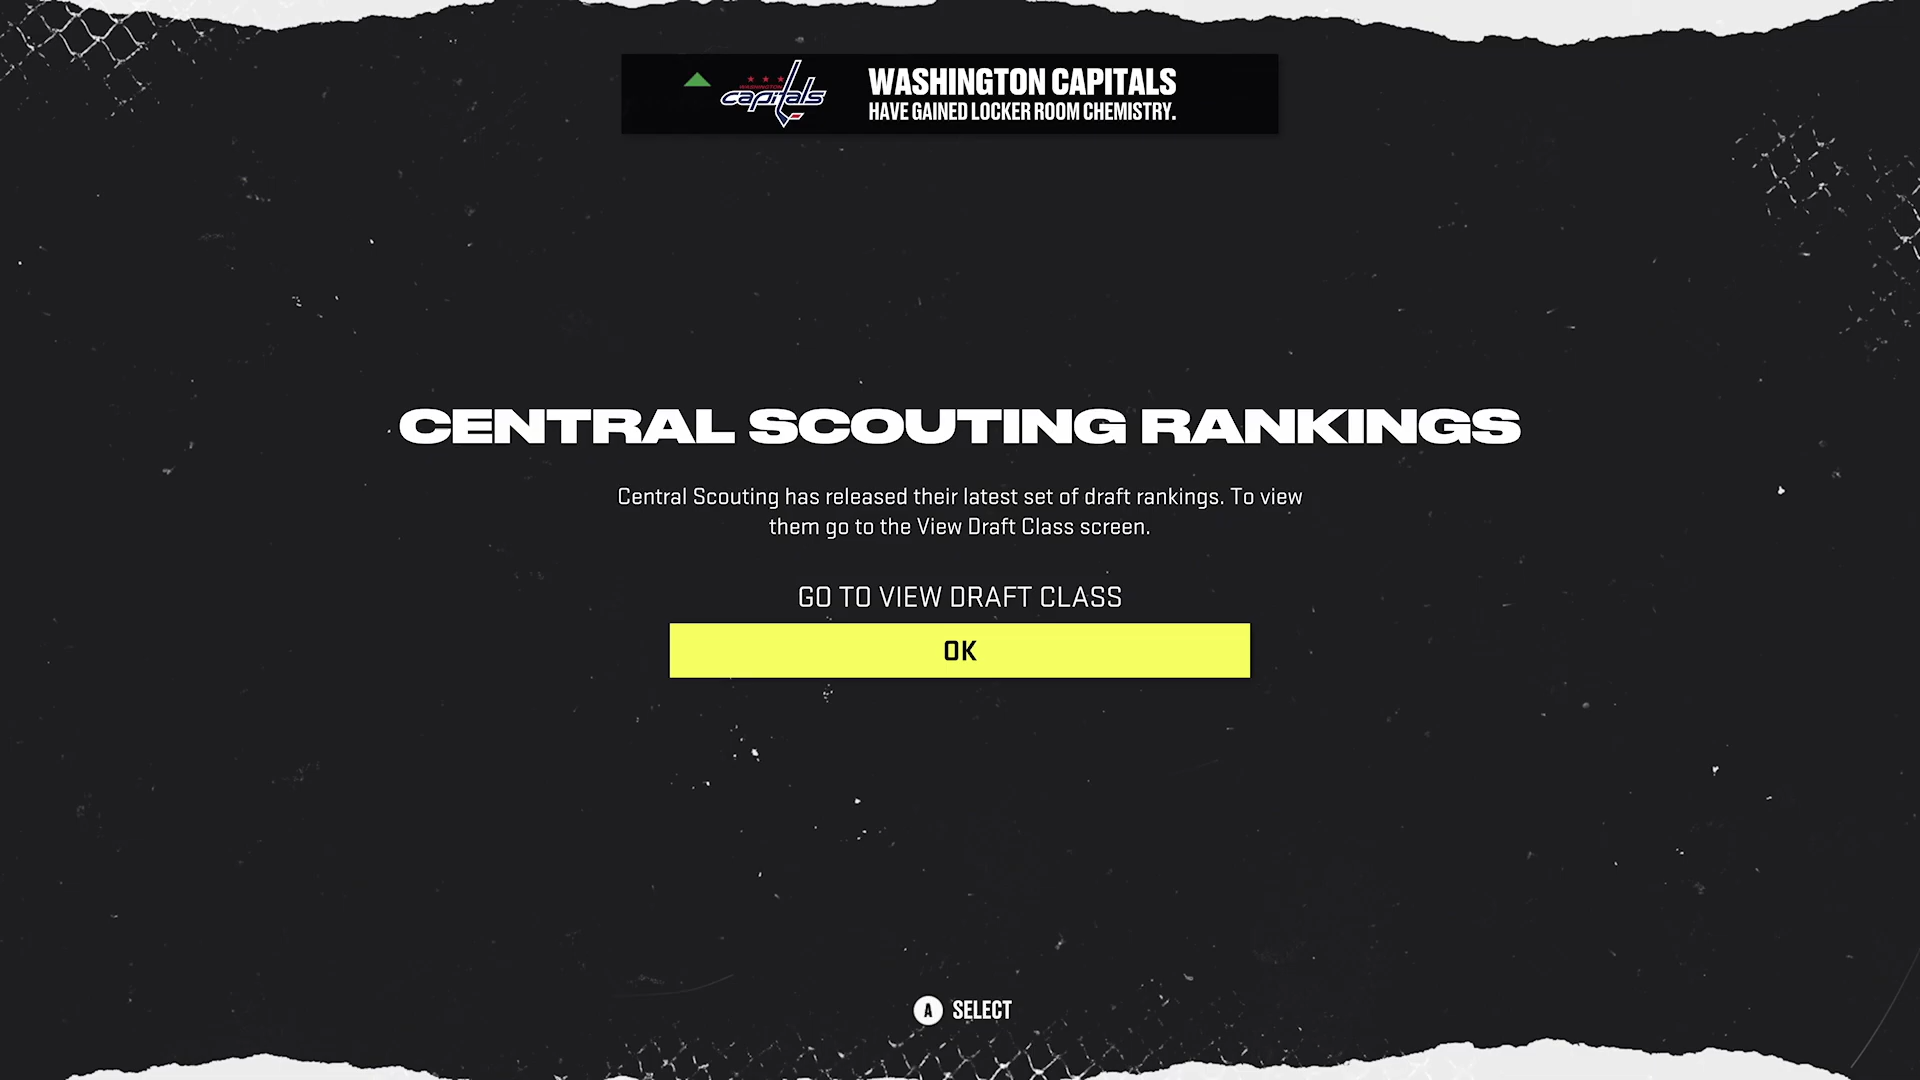 WASHINGTON
capitals
WASHINGTON CAPITALS
HAVE GAINED LOCKER ROOM CHEMISTRY.
CENTRAL SCOUTING RANKINGS
Central Scouting has released their latest set of draft rankings. To view
them go to the View Draft Class screen.
GO TO VIEW DRAFT CLASS
OK
A SELECT